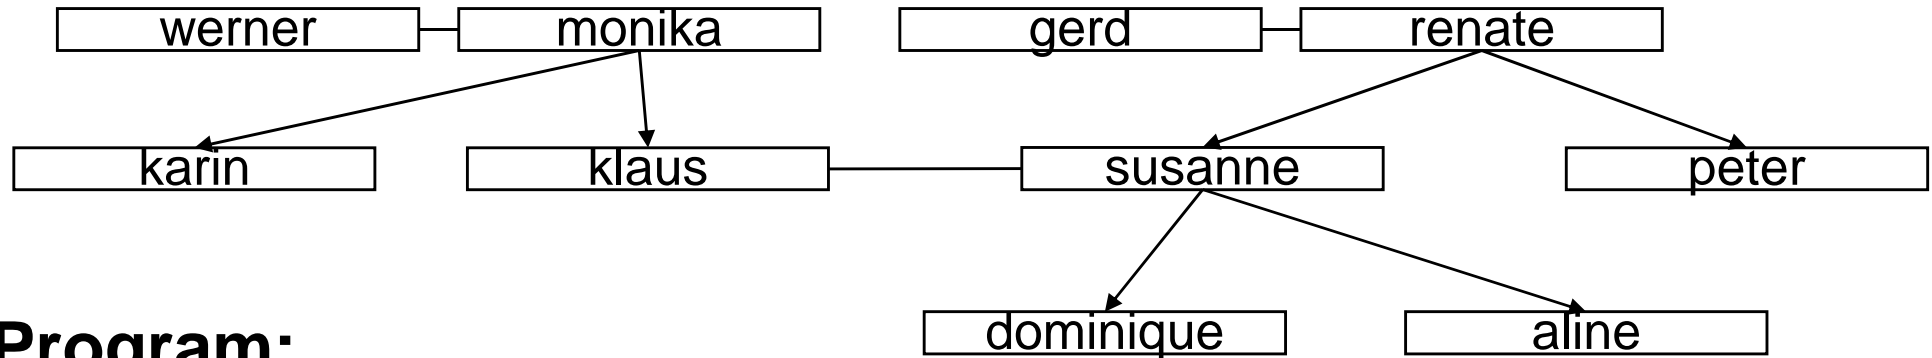 werner monika gerd renate
karin klaus susanne peter
dominique aline
Program: